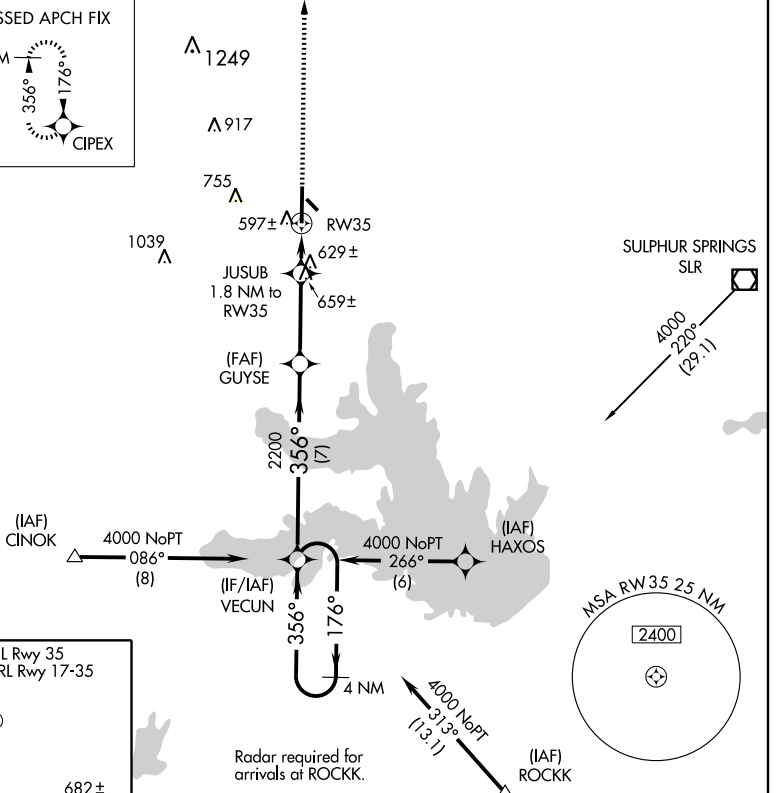 SSED APCH FIX
M
356°
176°
CIPEX
1249
917
755
597±
RW35
1039
629±
JUSUB
1.8 NM to
RW35
659±
SULPHUR SPRINGS
SLR
4000
220°
(29.1)
(FAF)
GUYSE
2200
356°
(7)
(IAF)
CINOK
4000 NoPT
086°
(8)
4000 NoPT
266°
(6)
(IAF)
HAXOS
(IF/IAF)
VECUN
356°
176°
4 NM
MSA RW35 25 NM
2400
L Rwy 35
RL Rwy 17-35
682±
4000 NoPT
313°
(13.1)
(IAF)
ROCKK
Radar required for
arrivals at ROCKK.